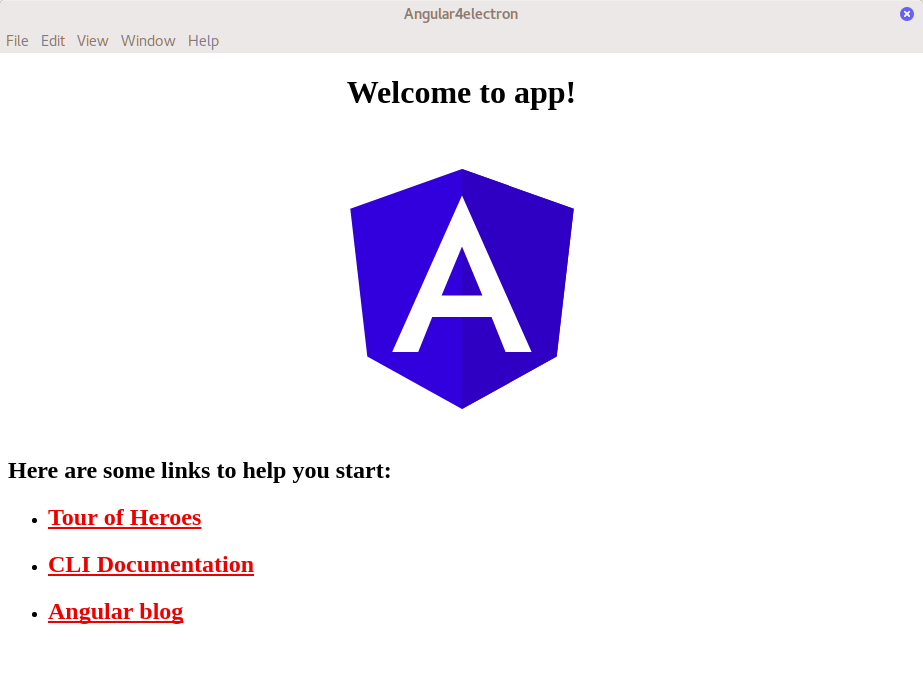 Angular4electron
File Edit View Window Help
Welcome to app!
A
Here are some links to help you start:
Tour of Heroes
CLI Documentation
Angular blog